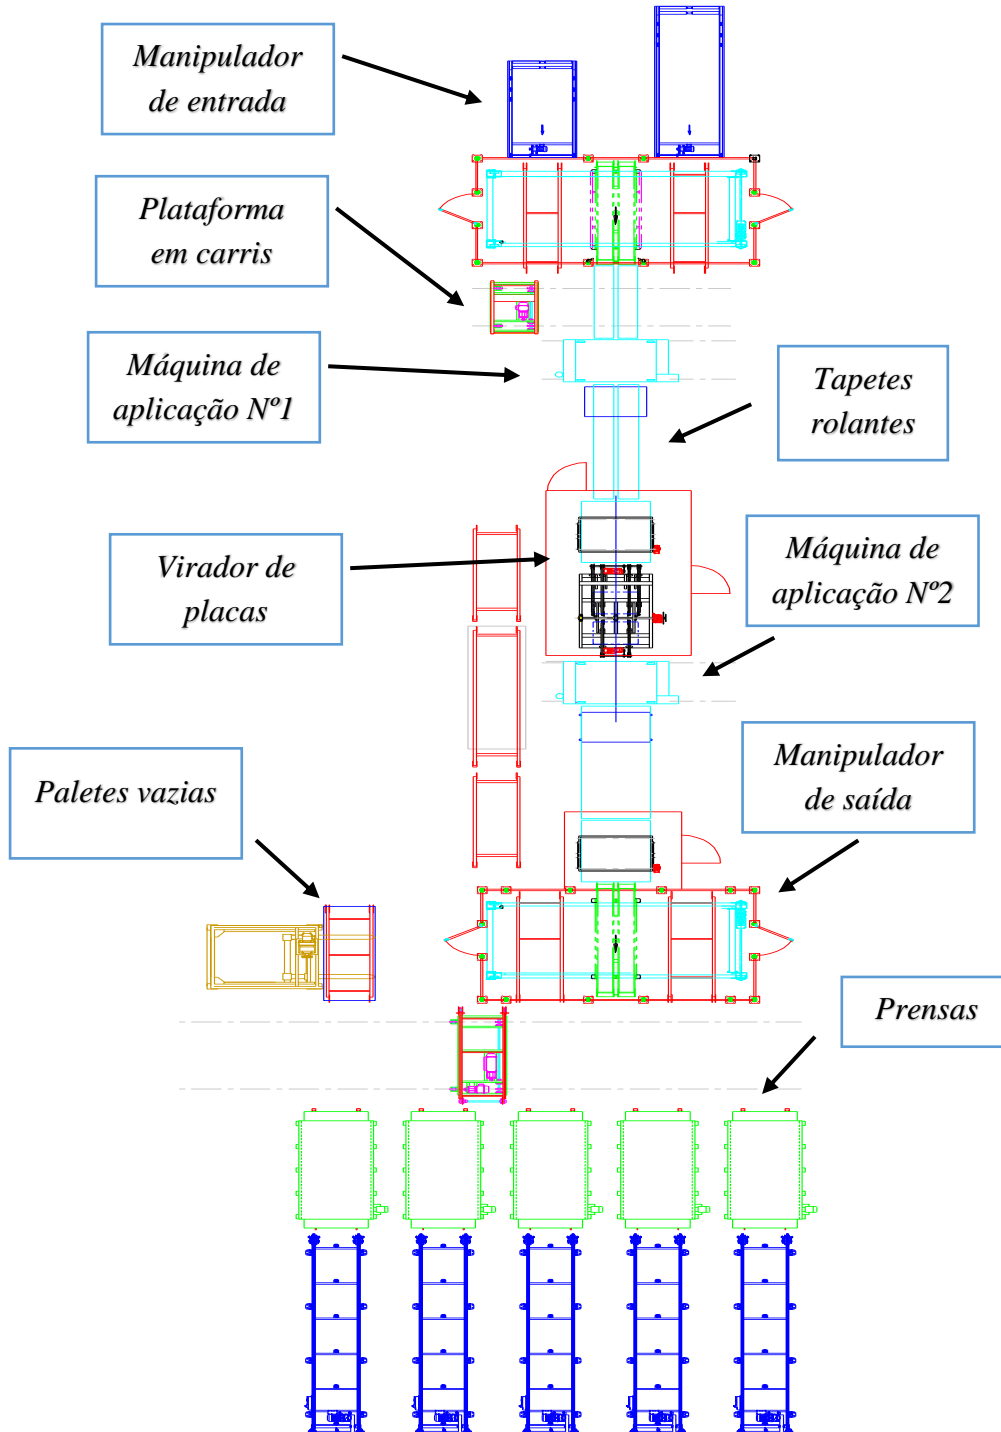 Manipulador
de entrada
Plataforma
em carris
Máquina de
aplicação Nº1
Tapetes
rolantes
Virador de
placas
Máquina de
aplicação Nº2
Paletes vazias
Manipulador
de saída
Prensas